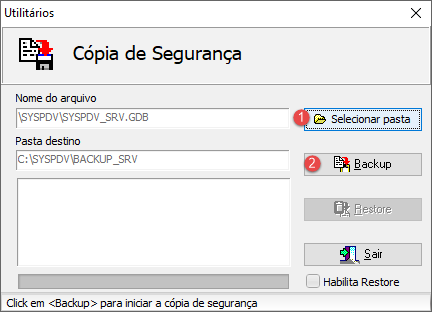 Utilitários
Cópia de Segurança
Nome do arquivo
\SYSPDV\SYSPDV_SRV.GDB
1 Selecionar pasta
Pasta destino
C:\SYSPDV\BACKUP_SRV
2 Backup
Restore
Sair
Habilita Restore
Click em <Backup> para iniciar a cópia de segurança